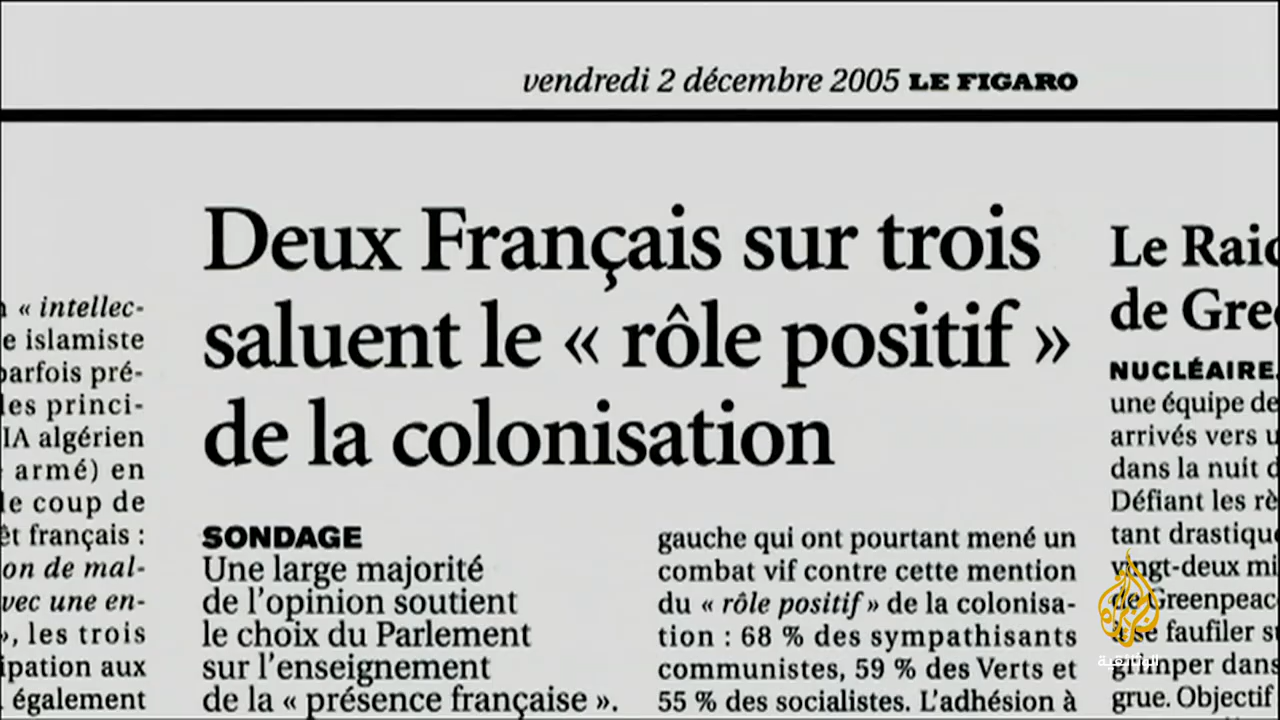 vendredi 2 décembre 2005 LE FIGARO
« intellec-
e islamiste
parfois pré-
les princi-
IA algérien
armé) en
le coup de
êt français :
on de mal-
vec une en-
», les trois
ipation aux
également
Deux Français sur trois
saluent le « rôle positif »
de la colonisation
SONDAGE
Une large majorité
de l'opinion soutient
le choix du Parlement
sur l'enseignement
de la « présence française ».
gauche qui ont pourtant mené un
combat vif contre cette mention
du « rôle positif » de la colonisa-
tion : 68 % des sympathisants
communistes, 59 % des Verts et
55 % des socialistes. L'adhésion à
Le Raid
de Gre
NUCLÉAIRE.
une équipe de
arrivés vers u
dans la nuit d
Défiant les rè
tant drastique
vingt-deux mi
de Greenpeac
à se faufiler su
grimper dans
grue. Objectif
الجزيرة
الوثائقية